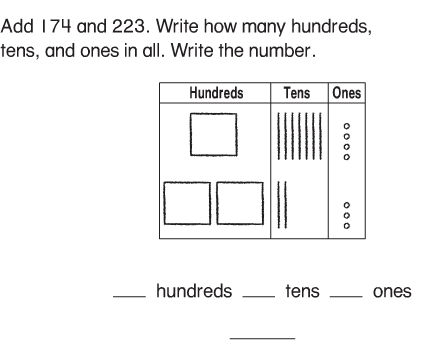 Add 174 and 223. Write how many hundreds,
tens, and ones in all. Write the number.
Hundreds Tens Ones
___ hundreds ___ tens ___ ones
______